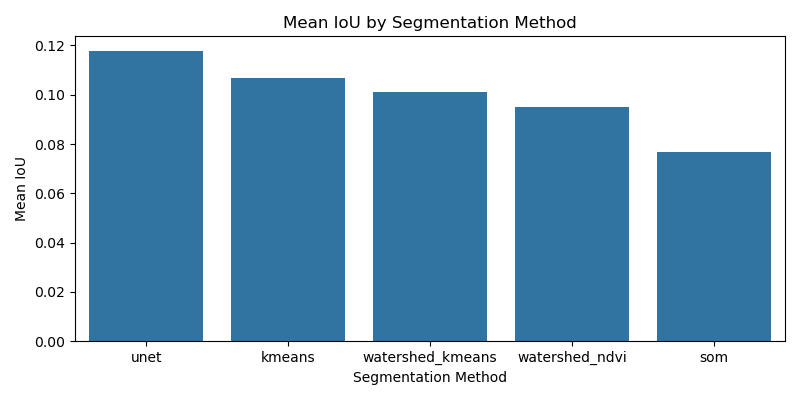 Mean IoU by Segmentation Method
Mean IoU
0.12
0.10
0.08
0.06
0.04
0.02
0.00
unet kmeans watershed_kmeans watershed_ndvi som
Segmentation Method